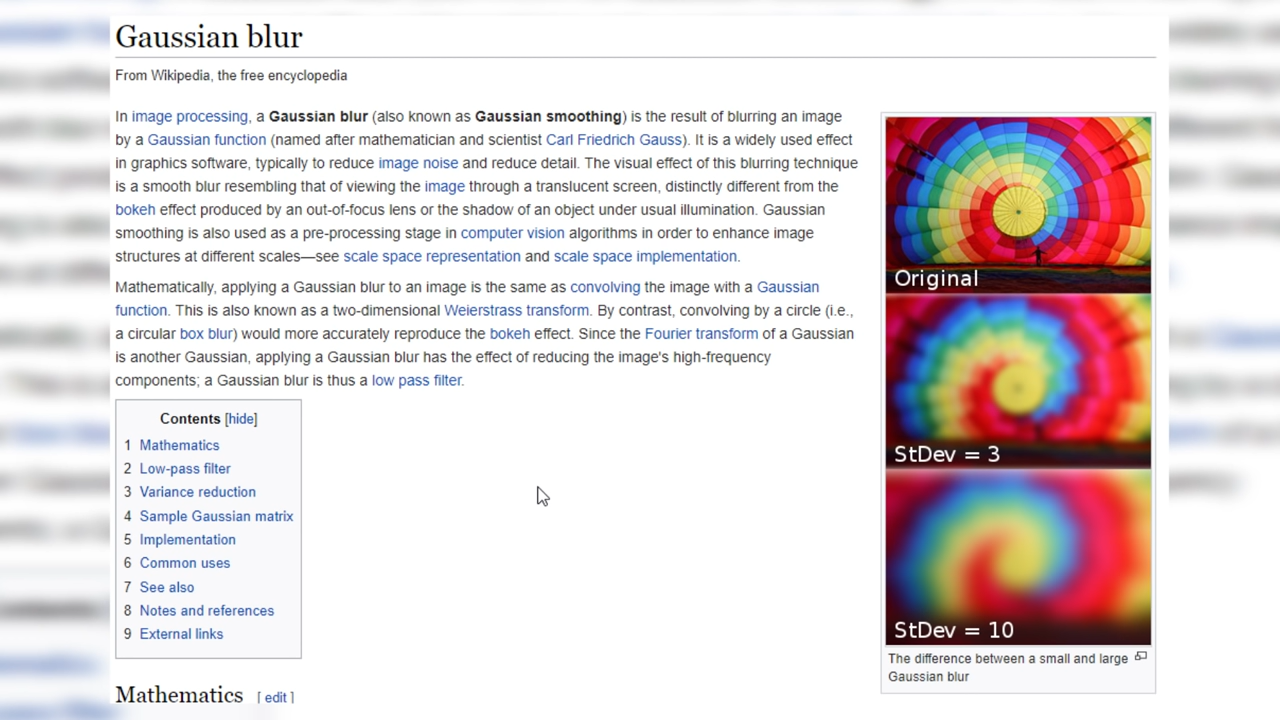 Gaussian blur
From Wikipedia, the free encyclopedia
In image processing, a Gaussian blur (also known as Gaussian smoothing) is the result of blurring an image
by a Gaussian function (named after mathematician and scientist Carl Friedrich Gauss). It is a widely used effect
in graphics software, typically to reduce image noise and reduce detail. The visual effect of this blurring technique
is a smooth blur resembling that of viewing the image through a translucent screen, distinctly different from the
bokeh effect produced by an out-of-focus lens or the shadow of an object under usual illumination. Gaussian
smoothing is also used as a pre-processing stage in computer vision algorithms in order to enhance image
structures at different scales—see scale space representation and scale space implementation.
Mathematically, applying a Gaussian blur to an image is the same as convolving the image with a Gaussian
function. This is also known as a two-dimensional Weierstrass transform. By contrast, convolving by a circle (i.e.,
a circular box blur) would more accurately reproduce the bokeh effect. Since the Fourier transform of a Gaussian
is another Gaussian, applying a Gaussian blur has the effect of reducing the image's high-frequency
components; a Gaussian blur is thus a low pass filter.
Contents [hide]
1 Mathematics
2 Low-pass filter
3 Variance reduction
4 Sample Gaussian matrix
5 Implementation
6 Common uses
7 See also
8 Notes and references
9 External links
Mathematics [ edit ]
Original
StDev = 3
StDev = 10
The difference between a small and large
Gaussian blur